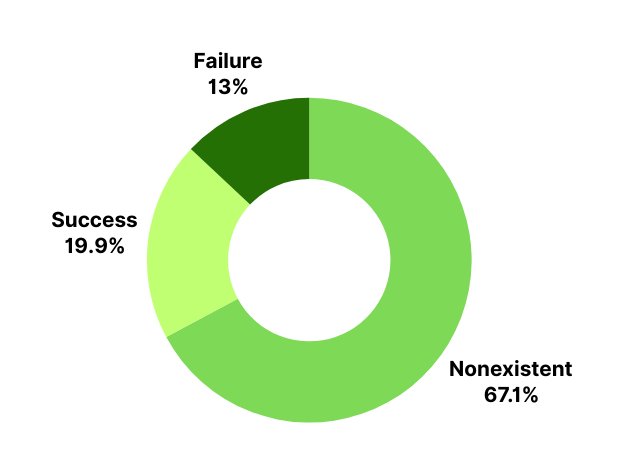 Failure
13%
Success
19.9%
Nonexistent
67.1%